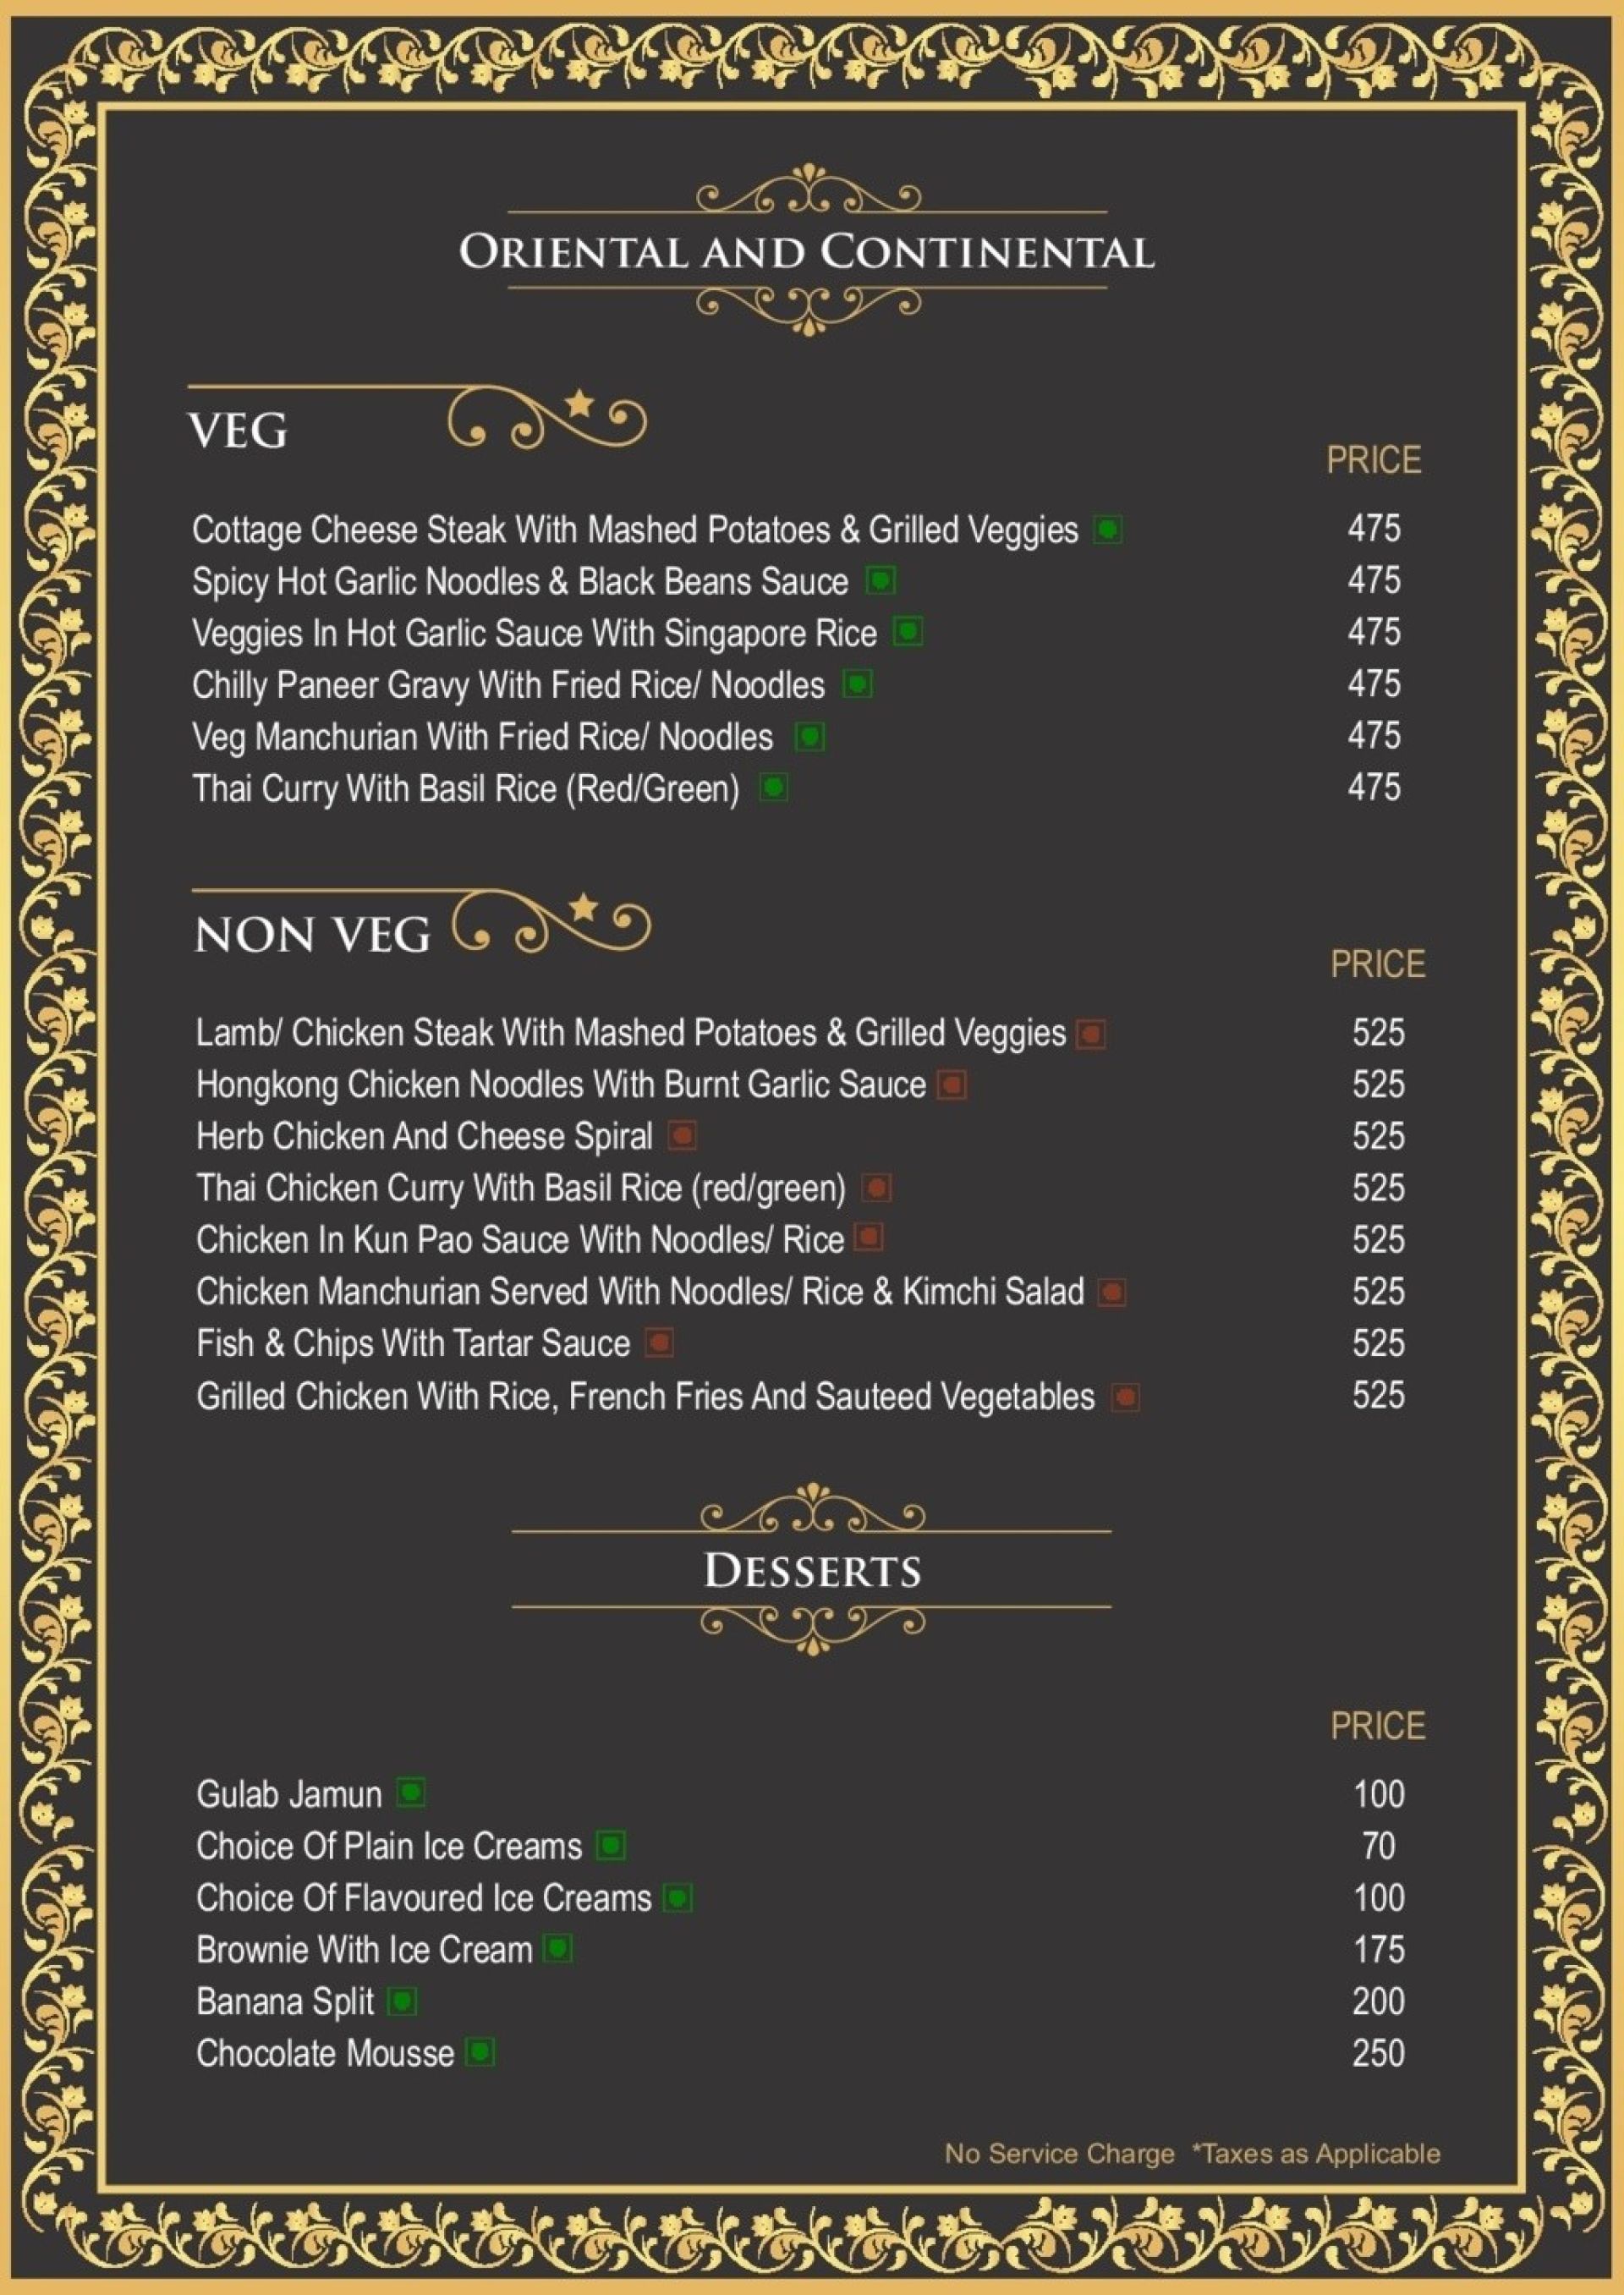 ORIENTAL AND CONTINENTAL
VEG
PRICE
Cottage Cheese Steak With Mashed Potatoes & Grilled Veggies 475
Spicy Hot Garlic Noodles & Black Beans Sauce 475
Veggies In Hot Garlic Sauce With Singapore Rice 475
Chilly Paneer Gravy With Fried Rice/ Noodles 475
Veg Manchurian With Fried Rice/ Noodles 475
Thai Curry With Basil Rice (Red/Green) 475
NON VEG
PRICE
Lamb/ Chicken Steak With Mashed Potatoes & Grilled Veggies 525
Hongkong Chicken Noodles With Burnt Garlic Sauce 525
Herb Chicken And Cheese Spiral 525
Thai Chicken Curry With Basil Rice (red/green) 525
Chicken In Kun Pao Sauce With Noodles/ Rice 525
Chicken Manchurian Served With Noodles/ Rice & Kimchi Salad 525
Fish & Chips With Tartar Sauce 525
Grilled Chicken With Rice, French Fries And Sauteed Vegetables 525
DESSERTS
PRICE
Gulab Jamun 100
Choice Of Plain Ice Creams 70
Choice Of Flavoured Ice Creams 100
Brownie With Ice Cream 175
Banana Split 200
Chocolate Mousse 250
No Service Charge *Taxes as Applicable